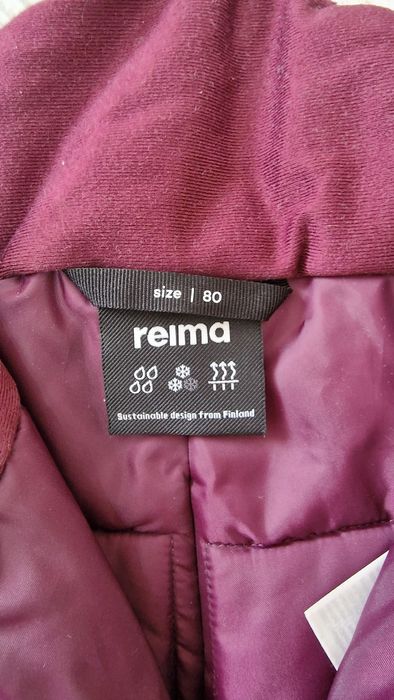 size | 80
reima
Sustainable design from Finland